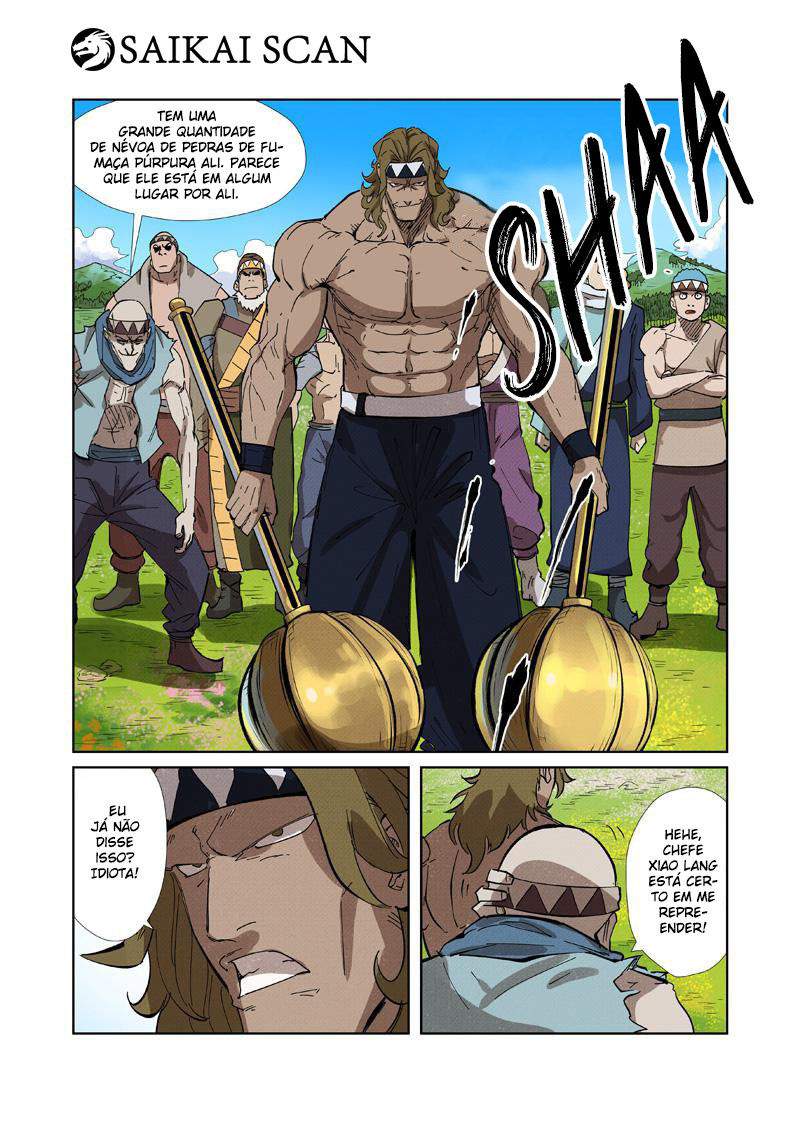 SAIKAI SCAN
TEM UMA
GRANDE QUANTIDADE
DE NÉVOA DE PEDRAS DE FU-
MAÇA PÚRPURA ALI. PARECE
QUE ELE ESTÁ EM ALGUM
LUGAR POR ALI.
SHAA
EU
JÁ NÃO
DISSE
ISSO?
IDIOTA!
HEHE,
CHEFE
XIAO LANG
ESTÁ CER-
TO EM ME
REPRE-
ENDER!